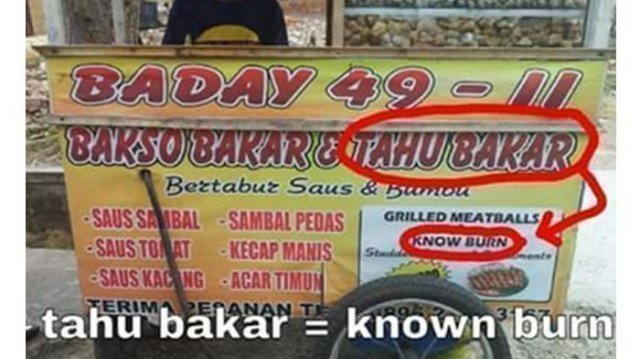 BADAY 49 - 11
BAKSO BAKAR & TAHU BAKAR
Bertabur Saus & Bumbu
- SAUS SAMBAL
- SAUS TOMAT
- SAUS KACANG
- SAMBAL PEDAS
- KECAP MANIS
- ACAR TIMUN
GRILLED MEATBALLS
KNOW BURN
TERIMA PESANAN
tahu bakar = known burn